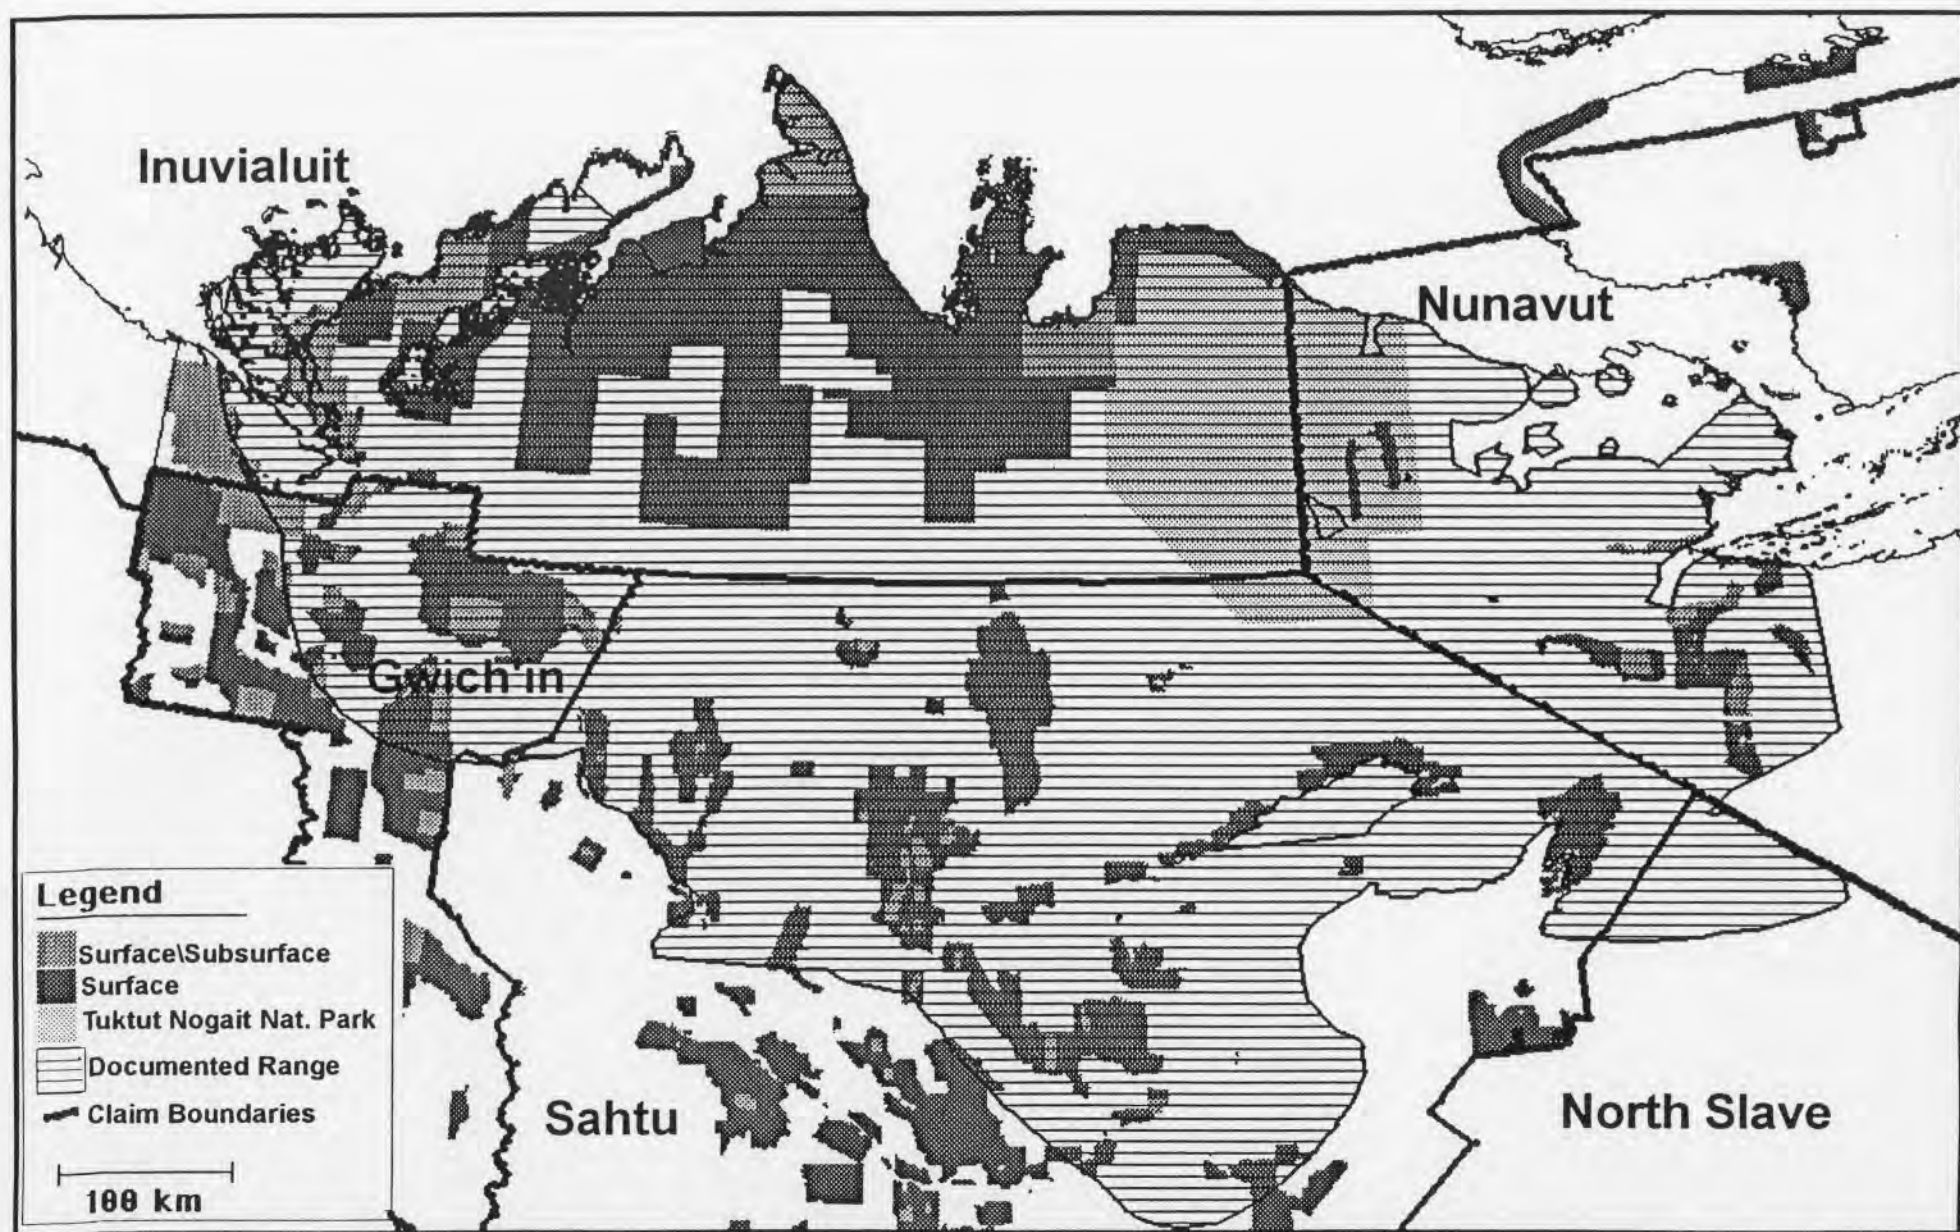 Inuvialuit
Nunavut
Gwich'in
Sahtu
North Slave
Legend
Surface\Subsurface
Surface
Tuktut Nogait Nat. Park
Documented Range
Claim Boundaries
100 km